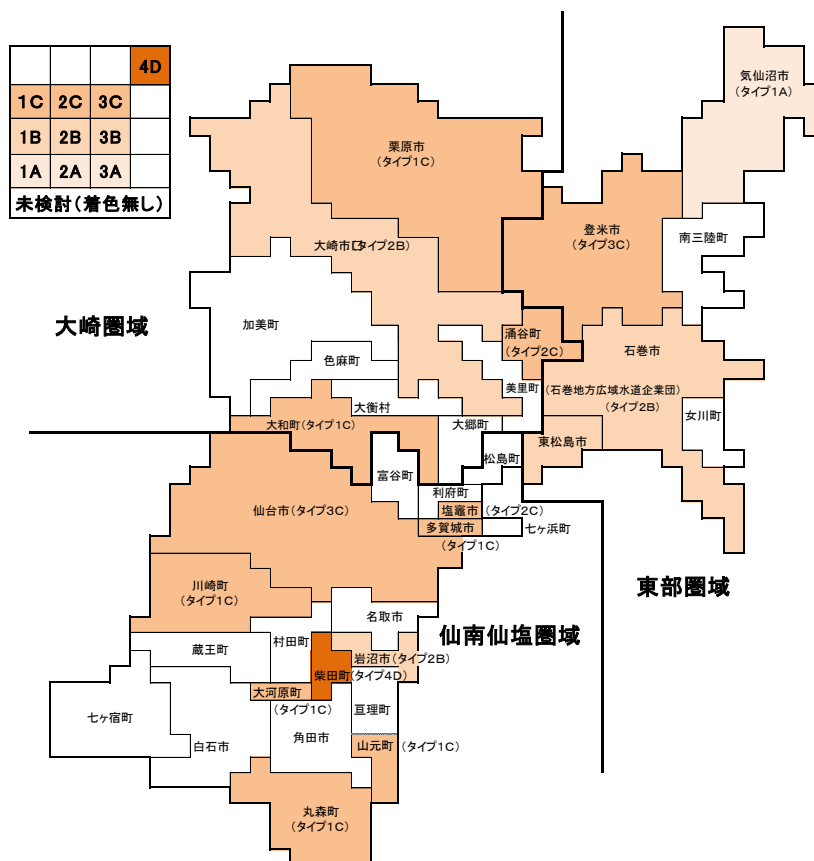 4D
1C 2C 3C
1B 2B 3B
1A 2A 3A
未検討(着色無し)
気仙沼市
(タイプ1A)
栗原市
(タイプ1C)
登米市
(タイプ3C)
南三陸町
大崎市(タイプ2B)
大崎圏域
加美町
涌谷町
(タイプ2C)
石巻市
色麻町
美里町
(石巻地方広域水道企業団)
(タイプ2B)
大衡村
女川町
大和町(タイプ1C)
大郷町
東松島市
松島町
富谷町
利府町
仙台市(タイプ3C)
塩竈市(タイプ2C)
多賀城市
七ヶ浜町
(タイプ1C)
川崎町
(タイプ1C)
東部圏域
名取市
仙南仙塩圏域
村田町
蔵王町
岩沼市(タイプ2B)
柴田町(タイプ4D)
大河原町
(タイプ1C)
亘理町
七ヶ宿町
白石市
角田市
山元町(タイプ1C)
丸森町
(タイプ1C)